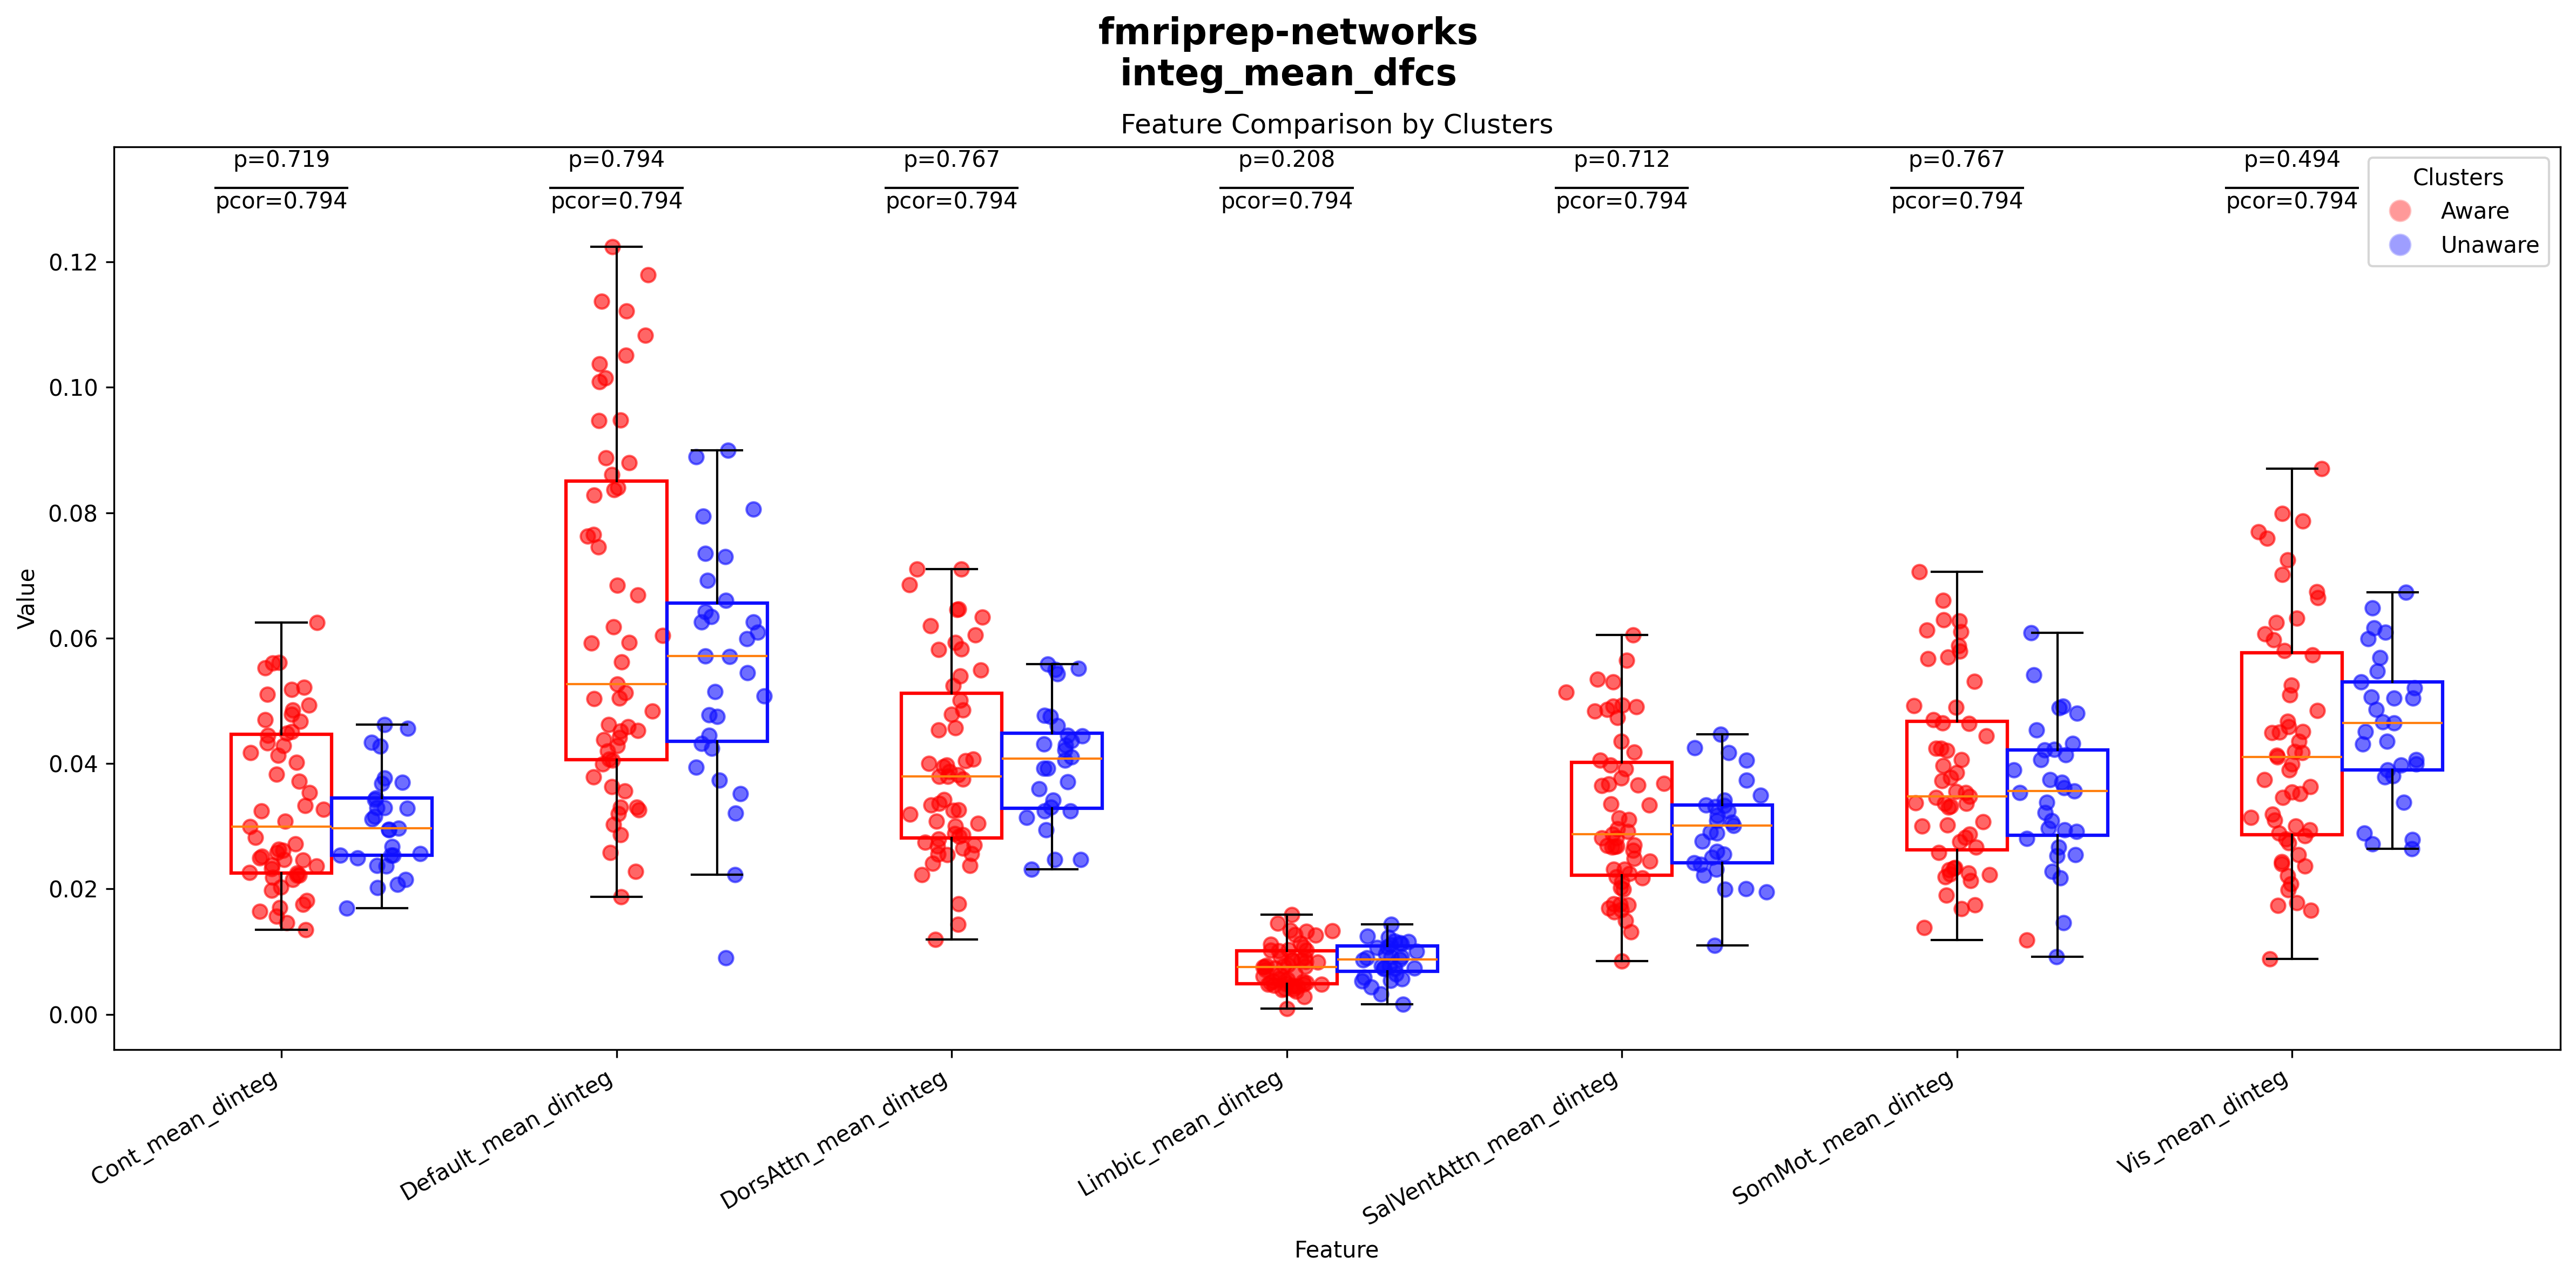 fmriprep-networks
integ_mean_dfcs
Feature Comparison by Clusters
p=0.719 p=0.794 p=0.767 p=0.208 p=0.712 p=0.767 p=0.494
pcor=0.794 pcor=0.794 pcor=0.794 pcor=0.794 pcor=0.794 pcor=0.794 pcor=0.794
Clusters
Aware
Unaware
0.12
0.10
0.08
0.06
0.04
0.02
0.00
Value
Cont_mean_dinteg
Default_mean_dinteg
DorsAttn_mean_dinteg
Limbic_mean_dinteg
SalVentAttn_mean_dinteg
SomMot_mean_dinteg
Vis_mean_dinteg
Feature